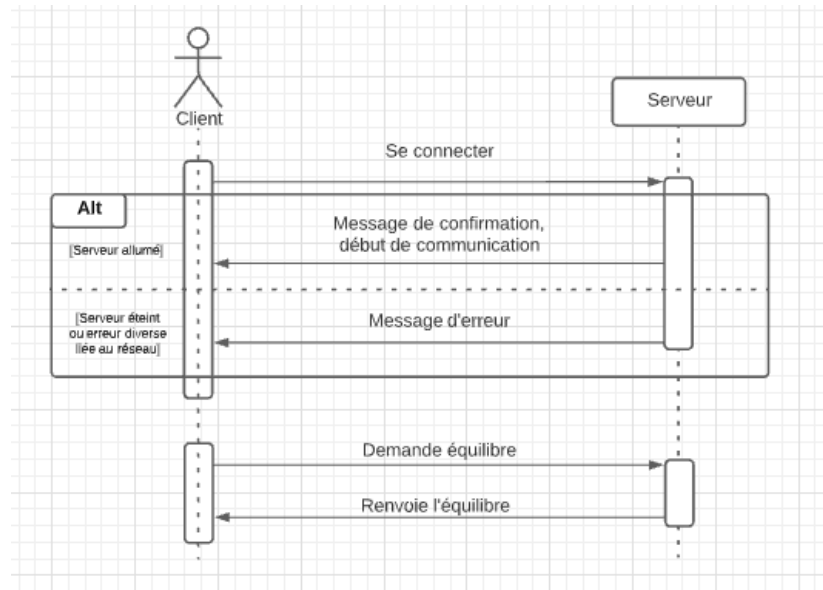 Client
Serveur
Se connecter
Alt
Message de confirmation,
début de communication
[Serveur allumé]
[Serveur éteint
ou erreur diverse
liée au réseau]
Message d'erreur
Demande équilibre
Renvoie l'équilibre